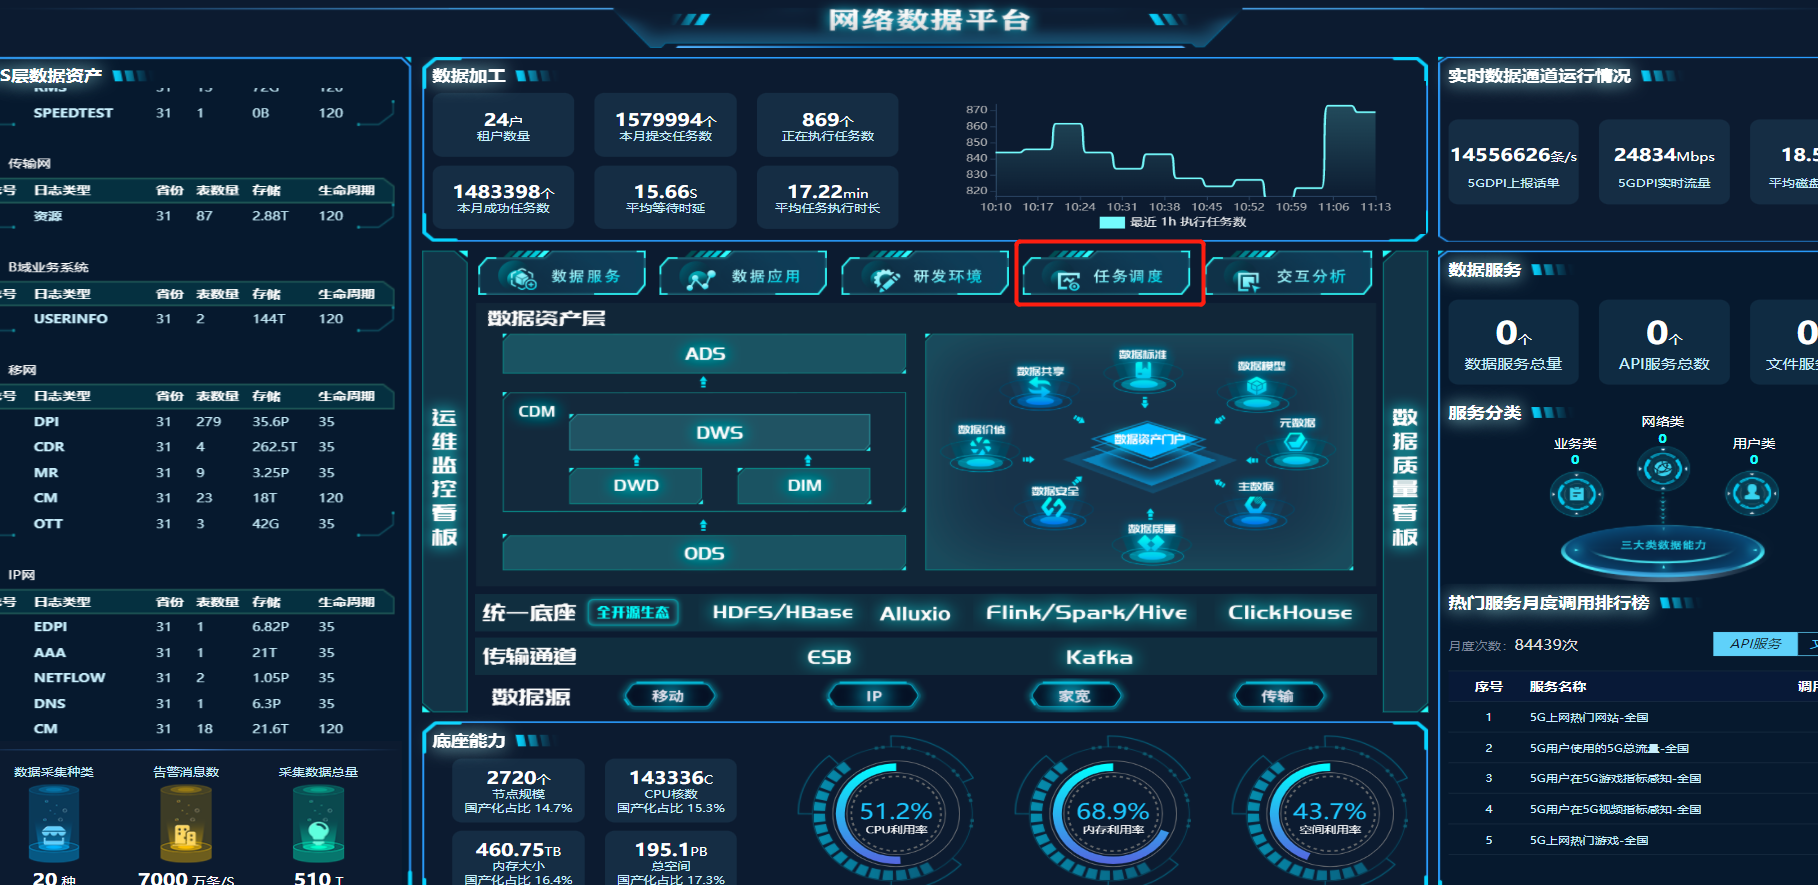 网络数据平台
S层数据资产
RMS 31 15 72G 120
SPEEDTEST 31 1 0B 120
传输网
号 日志类型 省份 表数量 存储 生命周期
资源 31 87 2.88T 120
B域业务系统
号 日志类型 省份 表数量 存储 生命周期
USERINFO 31 2 144T 120
移网
号 日志类型 省份 表数量 存储 生命周期
DPI 31 279 35.6P 35
CDR 31 4 262.5T 35
MR 31 9 3.25P 35
CM 31 23 18T 120
OTT 31 3 42G 35
IP网
号 日志类型 省份 表数量 存储 生命周期
EDPI 31 1 6.82P 35
AAA 31 1 21T 35
NETFLOW 31 2 1.05P 35
DNS 31 1 6.3P 35
CM 31 18 21.6T 120
数据采集种类 告警消息数 采集数据总量
20 种 7000 万条/S 510 T
数据加工
24户 1579994个 869个
租户数量 本月提交任务数 正在执行任务数
1483398个 15.66S 17.22min
本月成功任务数 平均等待时延 平均任务执行时长
870
860
850
840
830
820
10:10 10:17 10:24 10:31 10:38 10:45 10:52 10:59 11:06 11:13
最近 1h 执行任务数
数据服务 数据应用 研发环境 任务调度 交互分析
运维监控看板
数据资产层
ADS
CDM
DWS
DWD DIM
ODS
数据标准
数据共享 数据模型
数据价值 元数据
数据资产门户
数据安全 主数据
数据质量
数据质量看板
统一底座 全开源生态 HDFS/HBase Alluxio Flink/Spark/Hive ClickHouse
传输通道 ESB Kafka
数据源 移动 IP 家宽 传输
底座能力
2720个 143336C
节点规模 CPU核数
国产化占比 14.7% 国产化占比 15.3%
460.75TB 195.1PB
内存大小 总空间
国产化占比 16.4% 国产化占比 17.3%
51.2% 68.9% 43.7%
CPU利用率 内存利用率 空间利用率
实时数据通道运行情况
14556626条/s 24834Mbps 18.5
5GDPI上报话单 5GDPI实时流量 平均磁盘
数据服务
0个 0个 0
数据服务总量 API服务总数 文件服务
服务分类
网络类
0
业务类 用户类
0 0
三大类数据能力
热门服务月度调用排行榜
月度次数: 84439次 API服务 文
序号 服务名称 调用
1 5G上网热门网站-全国
2 5G用户使用的5G总流量-全国
3 5G用户在5G游戏指标感知-全国
4 5G用户在5G视频指标感知-全国
5 5G上网热门游戏-全国